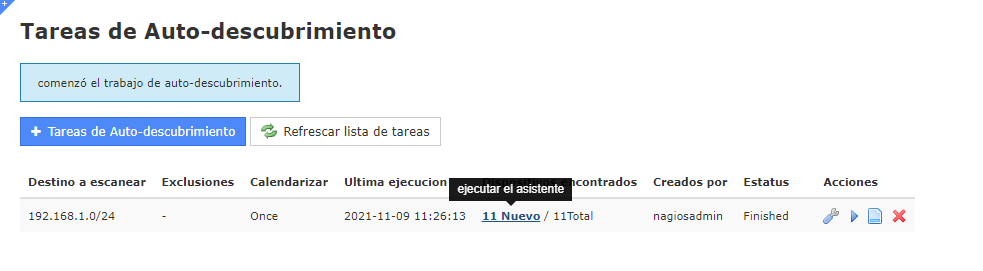 Tareas de Auto-descubrimiento
comenzó el trabajo de auto-descubrimiento.
Tareas de Auto-descubrimiento Refrescar lista de tareas
ejecutar el asistente
Destino a escanear Exclusiones Calendarizar Ultima ejecucion Dispositivos encontrados Creados por Estatus Acciones
192.168.1.0/24 - Once 2021-11-09 11:26:13 11 Nuevo / 11Total nagiosadmin Finished